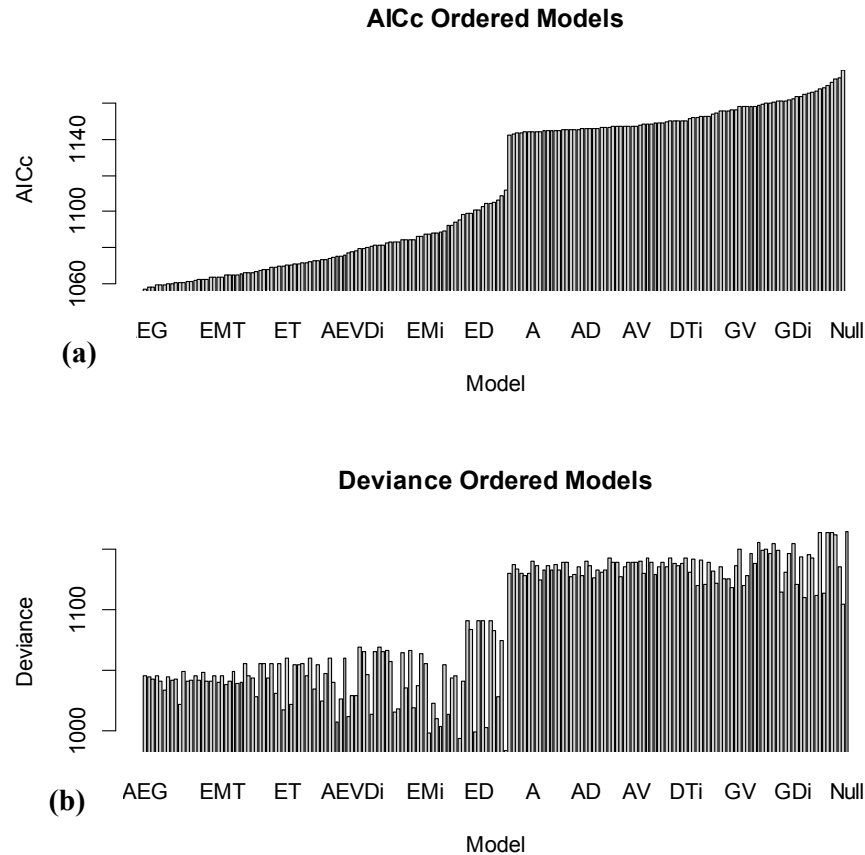 AICc Ordered Models
AICc
1140
1100
1060
.EG EMT ET AEVDi EMi ED A AD AV DTi GV GDi Null
(a)
Model
Deviance Ordered Models
Deviance
1100
1000
AEG EMT ET AEVDi EMi ED A AD AV DTi GV GDi Null
(b)
Model